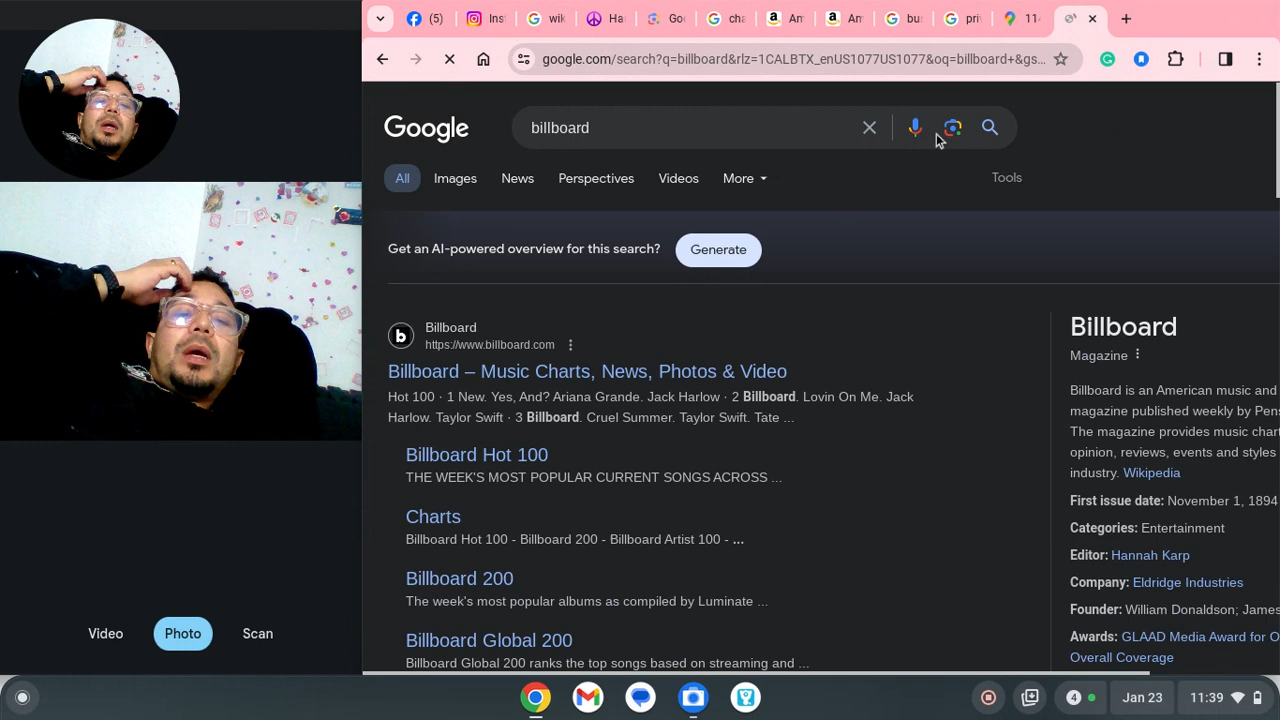 (5)
Ins
wik
Ha
Go
cha
Am
Am
bu
pri
114
google.com/search?q=billboard&rlz=1CALBTX_enUS1077US1077&oq=billboard+&gs...
Google
billboard
All
Images
News
Perspectives
Videos
More
Tools
Get an AI-powered overview for this search?
Generate
Billboard
https://www.billboard.com
Billboard – Music Charts, News, Photos & Video
Hot 100 · 1 New. Yes, And? Ariana Grande. Jack Harlow · 2 Billboard. Lovin On Me. Jack
Harlow. Taylor Swift · 3 Billboard. Cruel Summer. Taylor Swift. Tate ...
Billboard Hot 100
THE WEEK'S MOST POPULAR CURRENT SONGS ACROSS ...
Charts
Billboard Hot 100 - Billboard 200 - Billboard Artist 100 - ...
Billboard 200
The week's most popular albums as compiled by Luminate ...
Billboard Global 200
Billboard Global 200 ranks the top songs based on streaming and ...
Billboard
Magazine
Billboard is an American music and
magazine published weekly by Pens
The magazine provides music chart
opinion, reviews, events and styles
industry. Wikipedia
First issue date: November 1, 1894
Categories: Entertainment
Editor: Hannah Karp
Company: Eldridge Industries
Founder: William Donaldson; James
Awards: GLAAD Media Award for O
Overall Coverage
Video
Photo
Scan
4
Jan 23
11:39